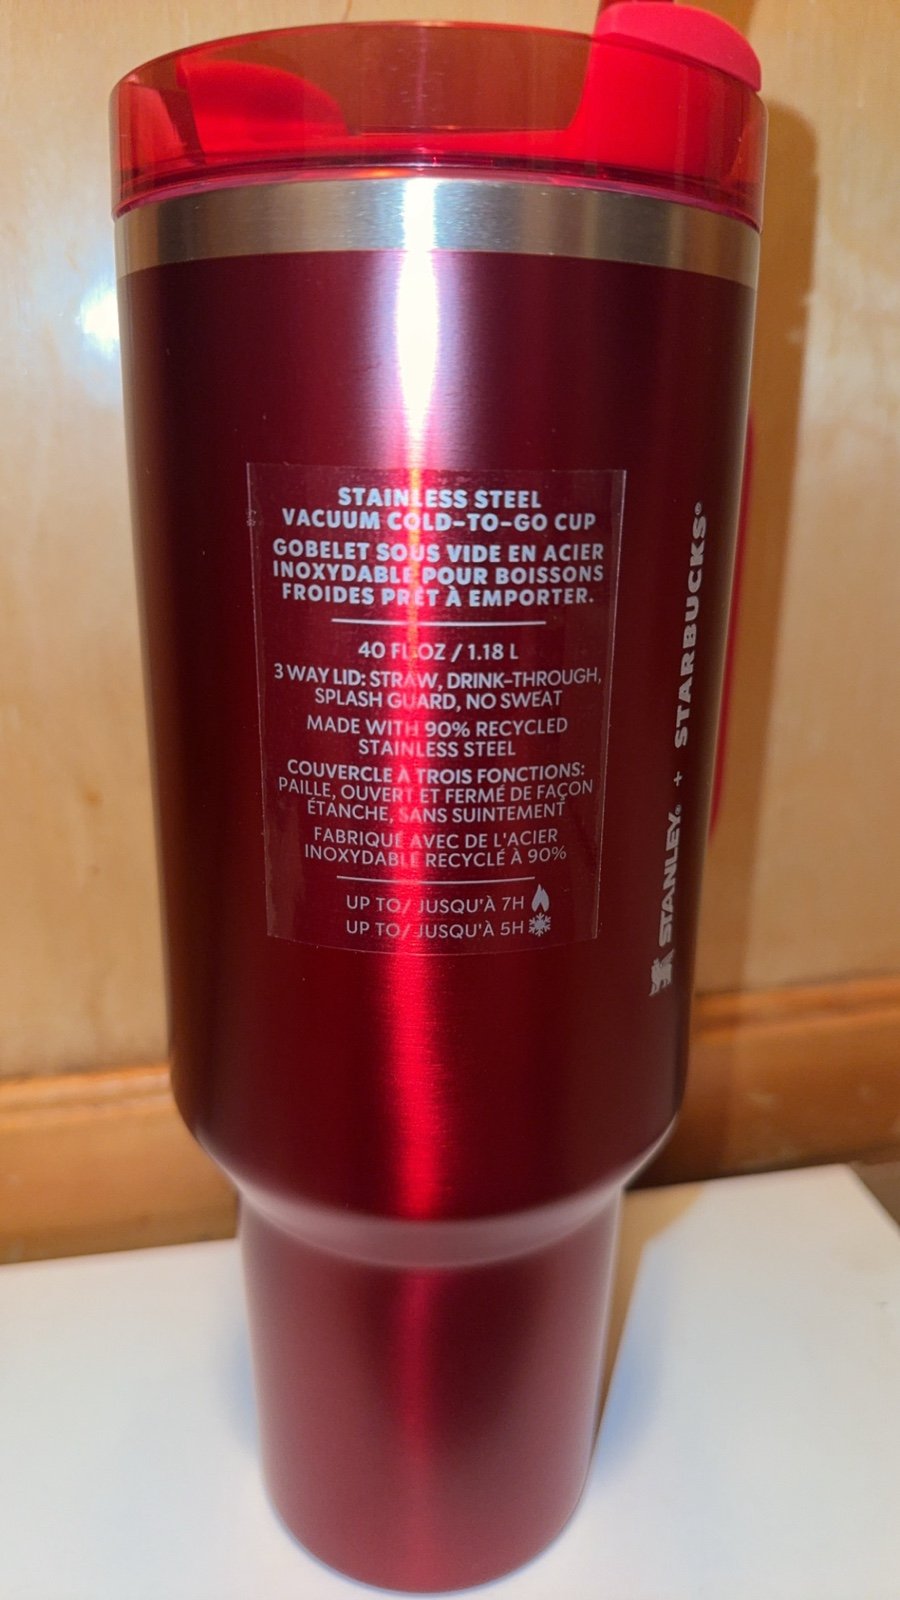 STAINLESS STEEL
VACUUM COLD-TO-GO CUP
GOBELET SOUS VIDE EN ACIER
INOXYDABLE POUR BOISSONS
FROIDES PRÊT À EMPORTER.
40 FL OZ / 1.18 L
3 WAY LID: STRAW, DRINK-THROUGH,
SPLASH GUARD, NO SWEAT
MADE WITH 90% RECYCLED
STAINLESS STEEL
COUVERCLE À TROIS FONCTIONS:
PAILLE, OUVERT ET FERMÉ DE FAÇON
ÉTANCHE, SANS SUINTEMENT
FABRIQUÉ AVEC DE L'ACIER
INOXYDABLE RECYCLÉ À 90%
UP TO/ JUSQU'À 7H
UP TO/ JUSQU'À 5H
STANLEY® + STARBUCKS®